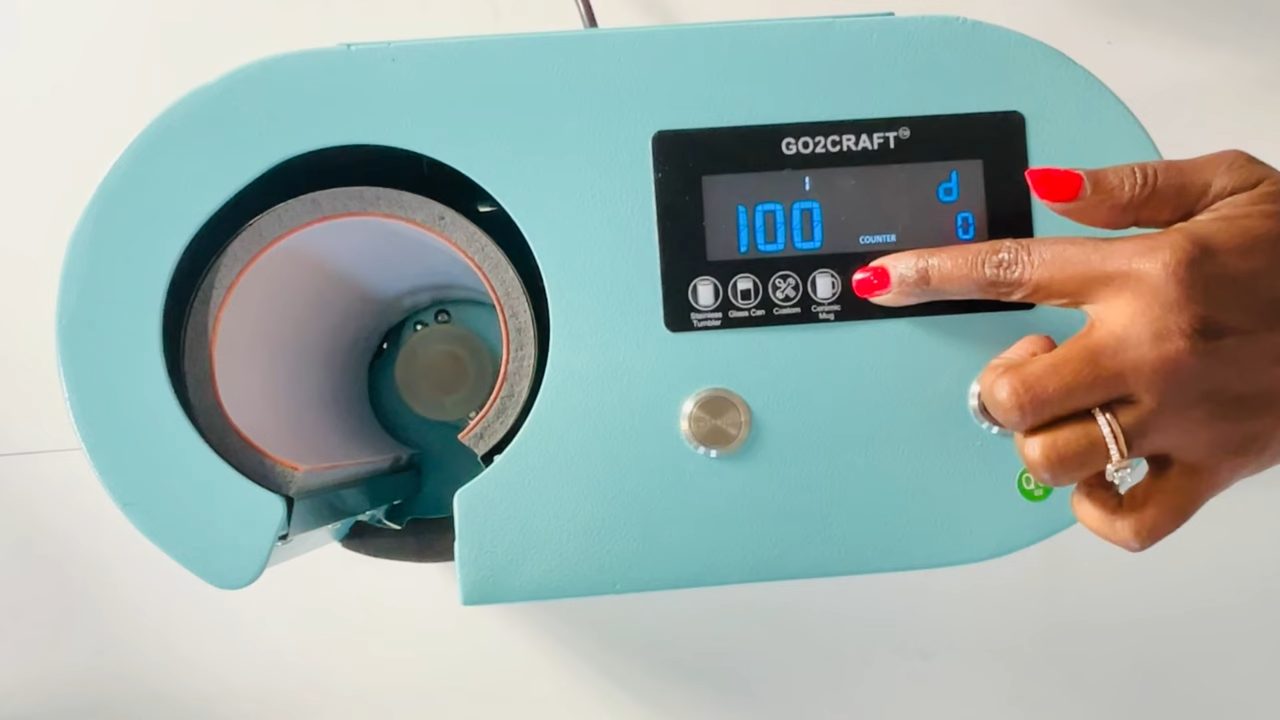 GO2CRAFT
1
100
d
COUNTER
0
Stainless Tumbler
Glass Can
Custom
Ceramic Mug